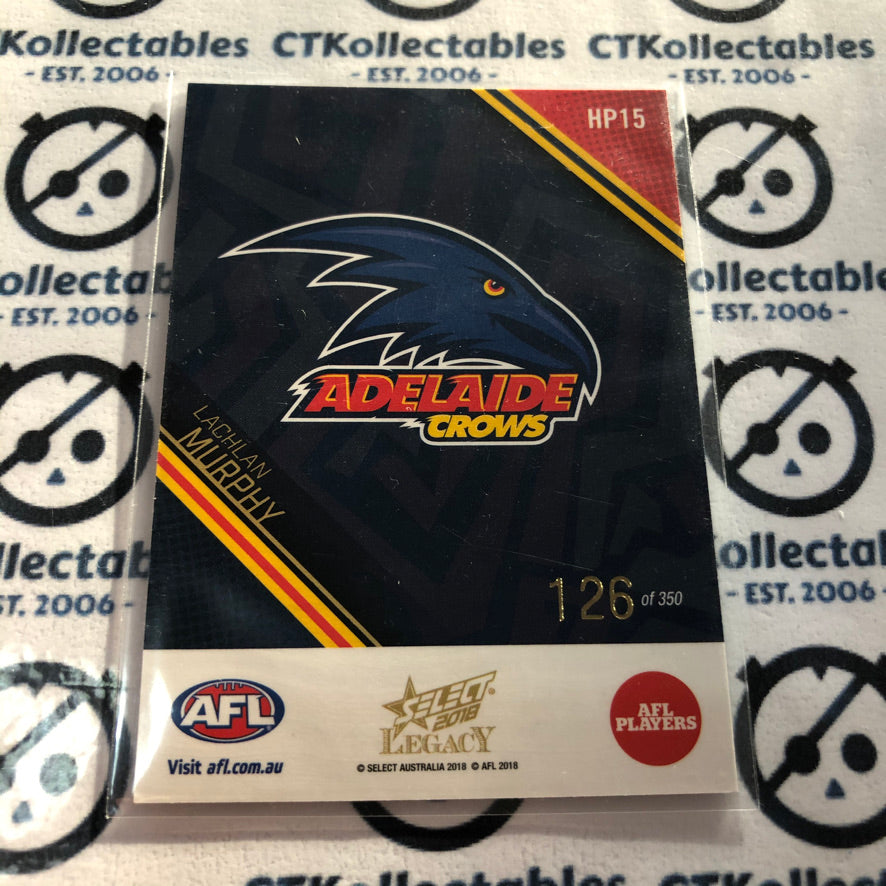 CTKollectables CTKollectables CTKollectables
- EST. 2006 - - EST. 2006 - - EST. 2006 -
HP15
ollectab ollectabl
- EST. 2006 - - EST. 2006 -
ADELAIDE
CROWS
LACHLAN
MURPHY
llectables ollectables
ST. 2006 - - EST. 2006 -
126 of 350
AFL
Visit afl.com.au
SELECT
2018
LEGACY
© SELECT AUSTRALIA 2018 © AFL 2018
AFL
PLAYERS